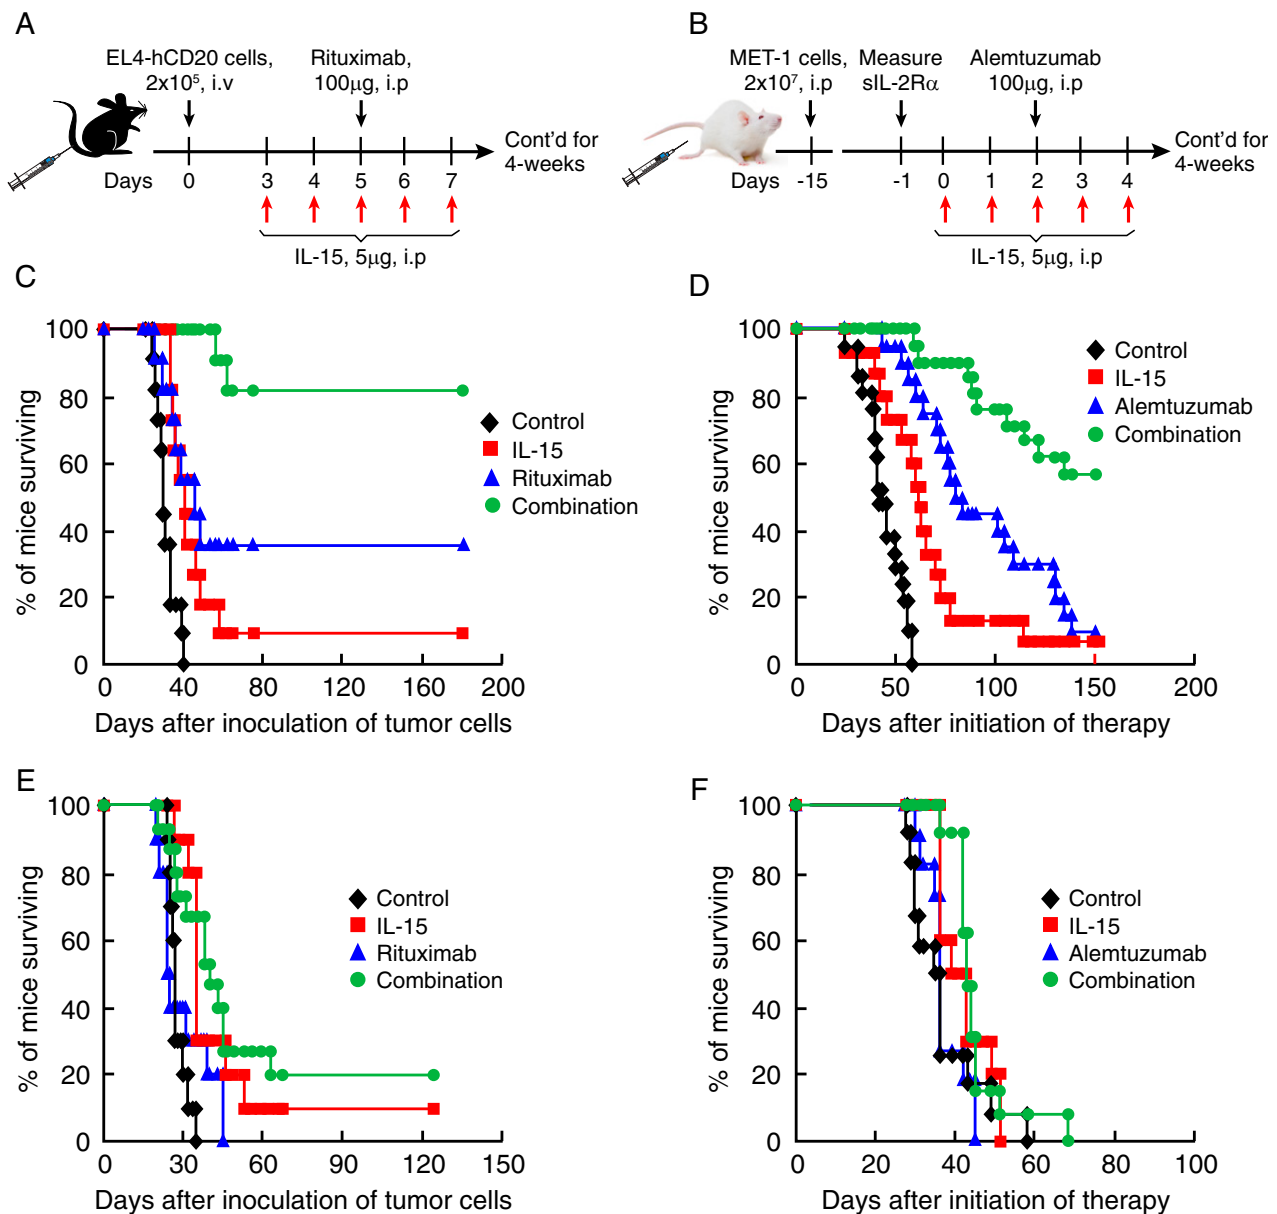 A
EL4-hCD20 cells,
2x10⁵, i.v
Rituximab,
100µg, i.p
Cont'd for
4-weeks
Days 0 3 4 5 6 7
IL-15, 5µg, i.p
B
MET-1 cells,
2x10⁷, i.p
Measure
sIL-2Rα
Alemtuzumab
100µg, i.p
Cont'd for
4-weeks
Days -15 -1 0 1 2 3 4
IL-15, 5µg, i.p
C
% of mice surviving
100
80
60
40
20
0
0 40 80 120 160 200
Days after inoculation of tumor cells
Control
IL-15
Rituximab
Combination
D
% of mice surviving
100
80
60
40
20
0
0 50 100 150 200
Days after initiation of therapy
Control
IL-15
Alemtuzumab
Combination
E
% of mice surviving
100
80
60
40
20
0
0 30 60 90 120 150
Days after inoculation of tumor cells
Control
IL-15
Rituximab
Combination
F
% of mice surviving
100
80
60
40
20
0
0 20 40 60 80 100
Days after initiation of therapy
Control
IL-15
Alemtuzumab
Combination